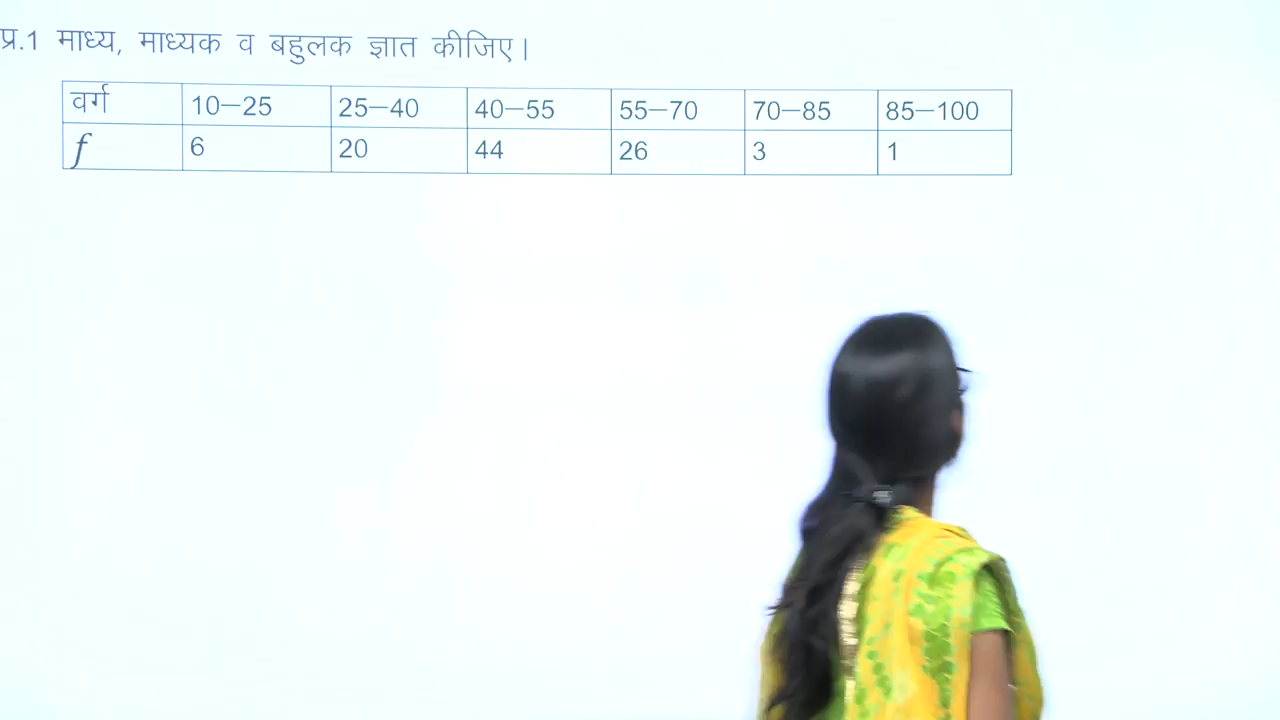 प्र.1 माध्य, माध्यक व बहुलक ज्ञात कीजिए।
वर्ग 10–25 25–40 40–55 55–70 70–85 85–100
f 6 20 44 26 3 1